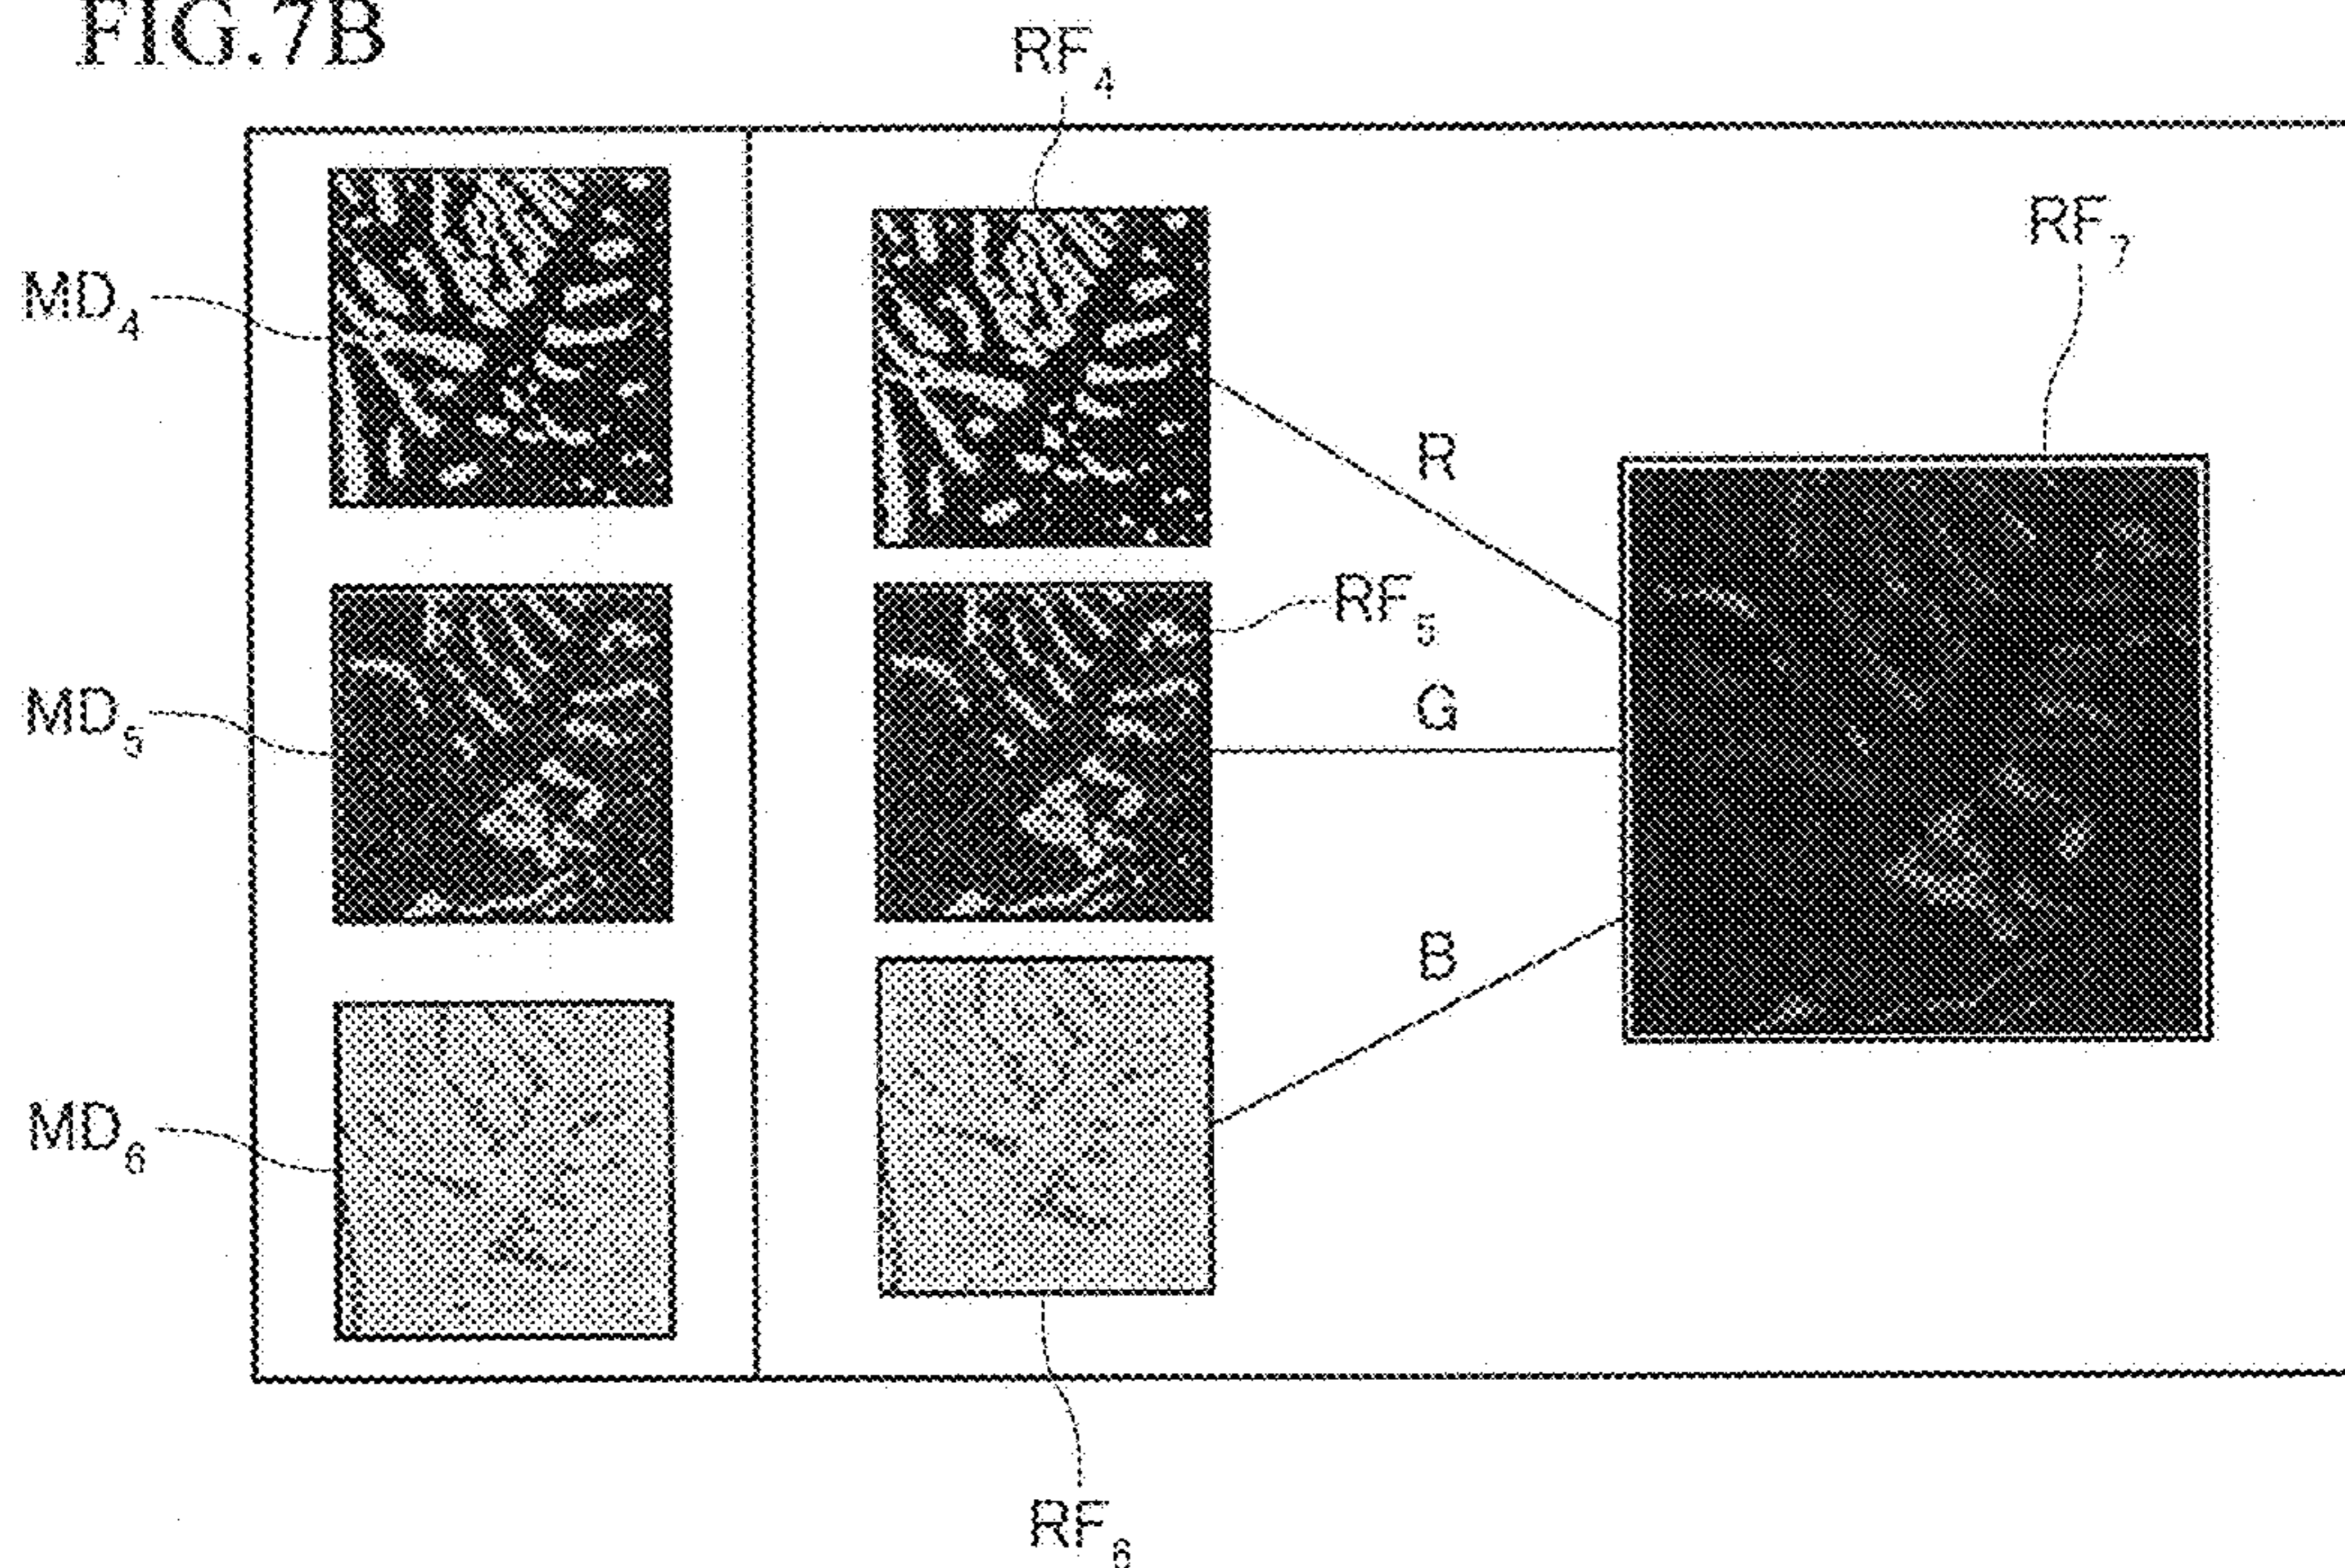 FIG.7B
RF₄
RF₇
MD₄
R
RF₅
MD₅
G
B
MD₆
RF₆